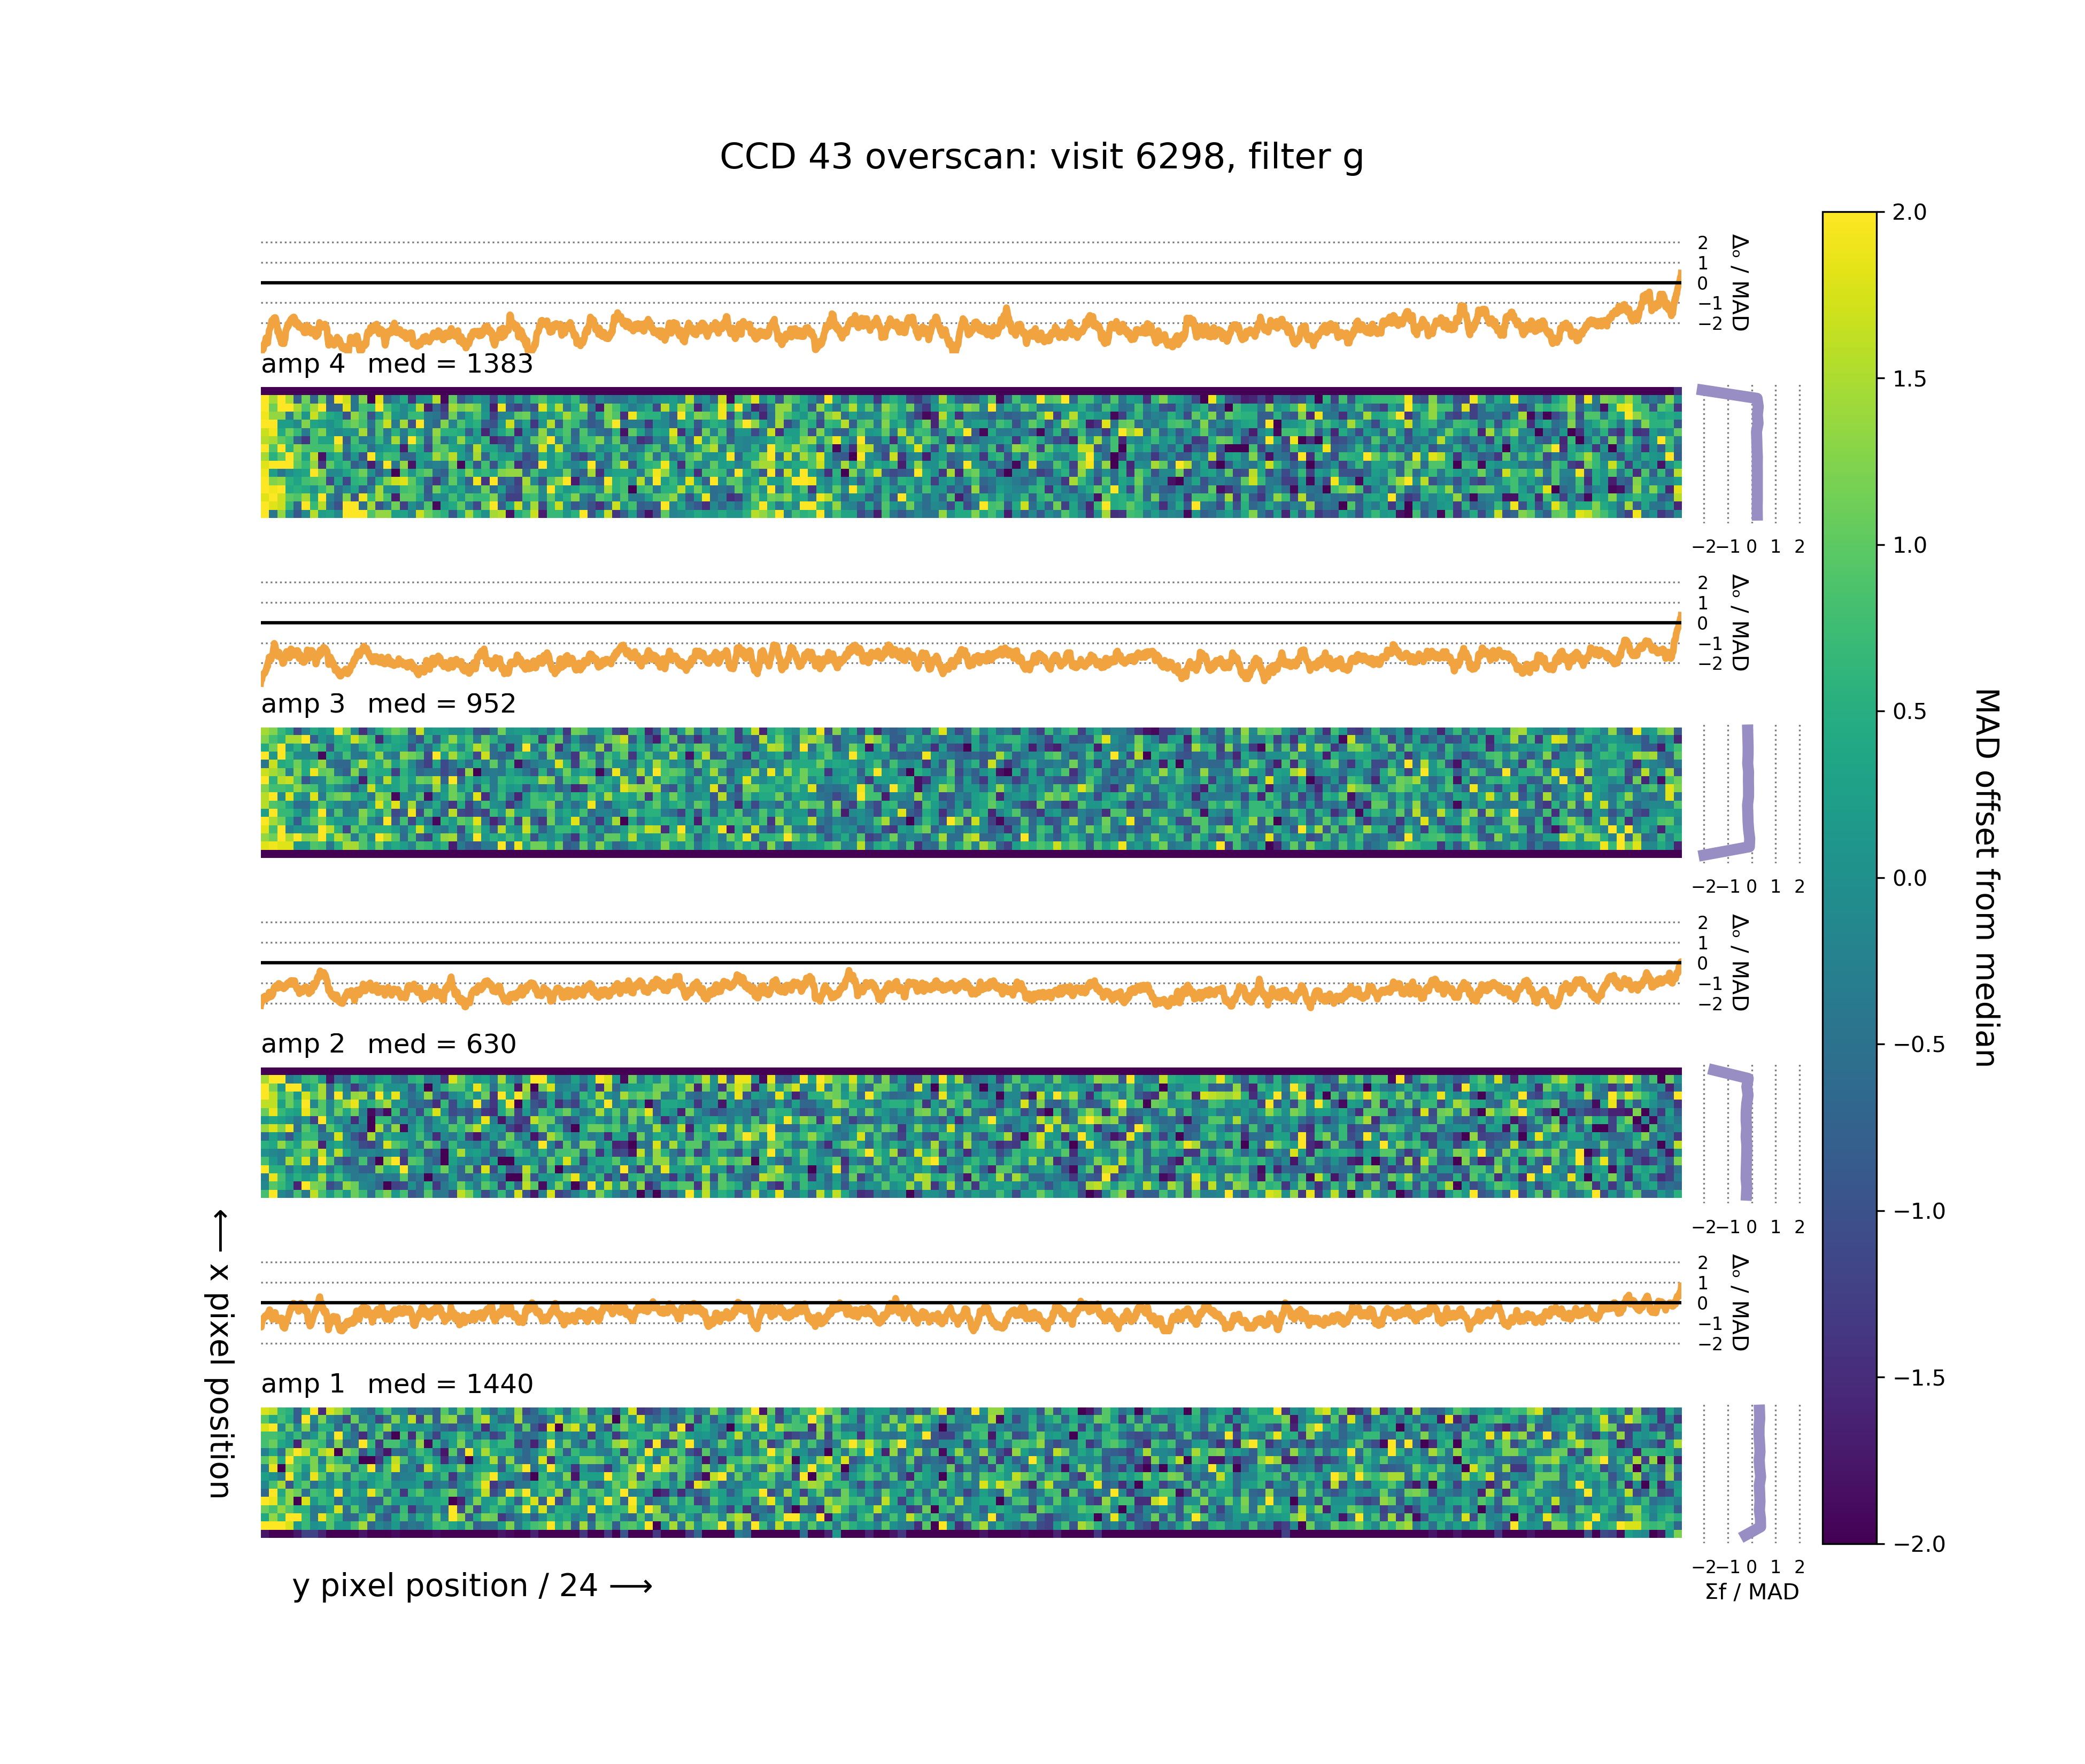 CCD 43 overscan: visit 6298, filter g
2
1
0
−1
−2
Δₒ / MAD
amp 4 med = 1383
−2 −1 0 1 2
2
1
0
−1
−2
Δₒ / MAD
amp 3 med = 952
−2 −1 0 1 2
2
1
0
−1
−2
Δₒ / MAD
amp 2 med = 630
−2 −1 0 1 2
2
1
0
−1
−2
Δₒ / MAD
amp 1 med = 1440
−2 −1 0 1 2
Σf / MAD
y pixel position / 24 ⟶
⟵ x pixel position
2.0
1.5
1.0
0.5
0.0
−0.5
−1.0
−1.5
−2.0
MAD offset from median